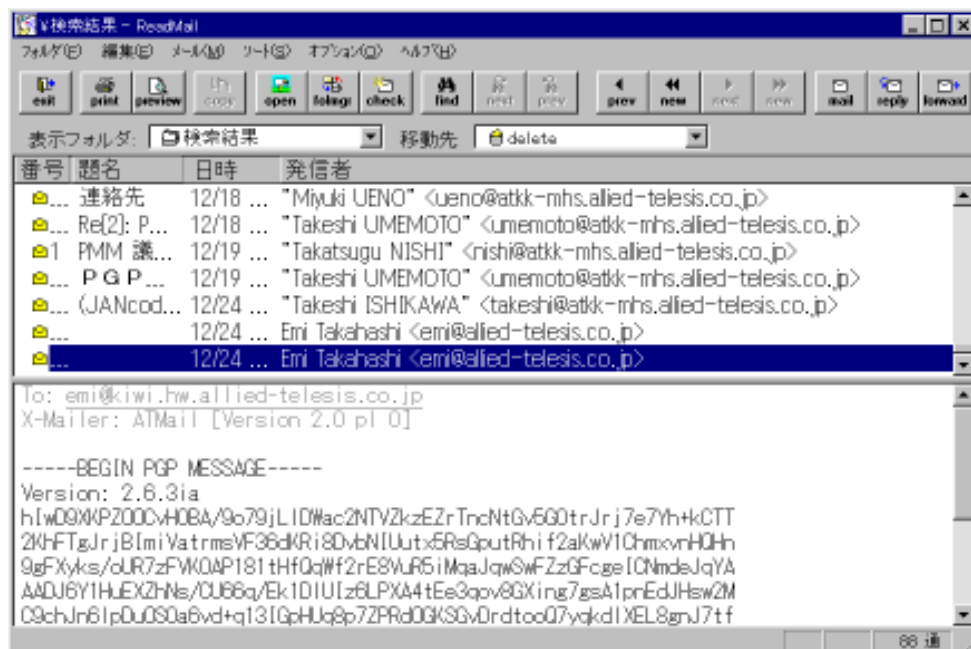 ¥検索結果 - ReadMail
フォルダ(F) 編集(E) メール(M) ソート(S) オプション(O) ヘルプ(H)
exit print preview copy open folmgr check find next prev prev new next new mail reply forward
表示フォルダ: 検索結果 移動先 delete
番号 題名 日時 発信者
... 連絡先 12/18 ... "Miyuki UENO" <ueno@atkk-mhs.allied-telesis.co.jp>
... Re[2]: P... 12/18 ... "Takeshi UMEMOTO" <umemoto@atkk-mhs.allied-telesis.co.jp>
1 PMM 議... 12/19 ... "Takatsugu NISHI" <nishi@atkk-mhs.allied-telesis.co.jp>
... ＰＧＰ... 12/19 ... "Takeshi UMEMOTO" <umemoto@atkk-mhs.allied-telesis.co.jp>
... (JANcod... 12/24 ... "Takeshi ISHIKAWA" <takeshi@atkk-mhs.allied-telesis.co.jp>
... 12/24 ... Emi Takahashi <emi@allied-telesis.co.jp>
... 12/24 ... Emi Takahashi <emi@allied-telesis.co.jp>
To: emi@kiwi.hw.allied-telesis.co.jp
X-Mailer: ATMail [Version 2.0 pl 0]
-----BEGIN PGP MESSAGE-----
Version: 2.6.3ia
88 通